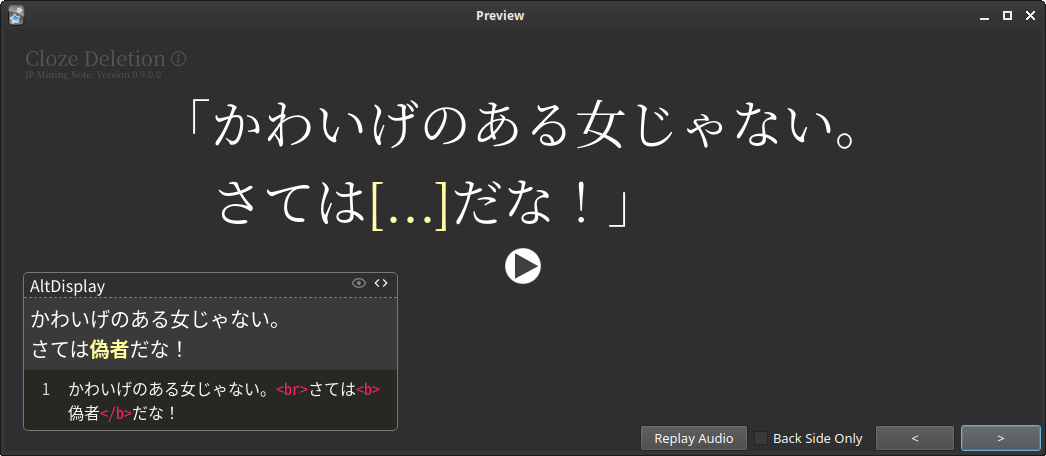 Preview
Cloze Deletion
JP Mining Note: Version 0.9.0.0
「かわいげのある女じゃない。
さては[...]だな！」
AltDisplay
かわいげのある女じゃない。
さては偽者だな！
1 かわいげのある女じゃない。<br>さては<b>
偽者</b>だな！
Replay Audio Back Side Only < >